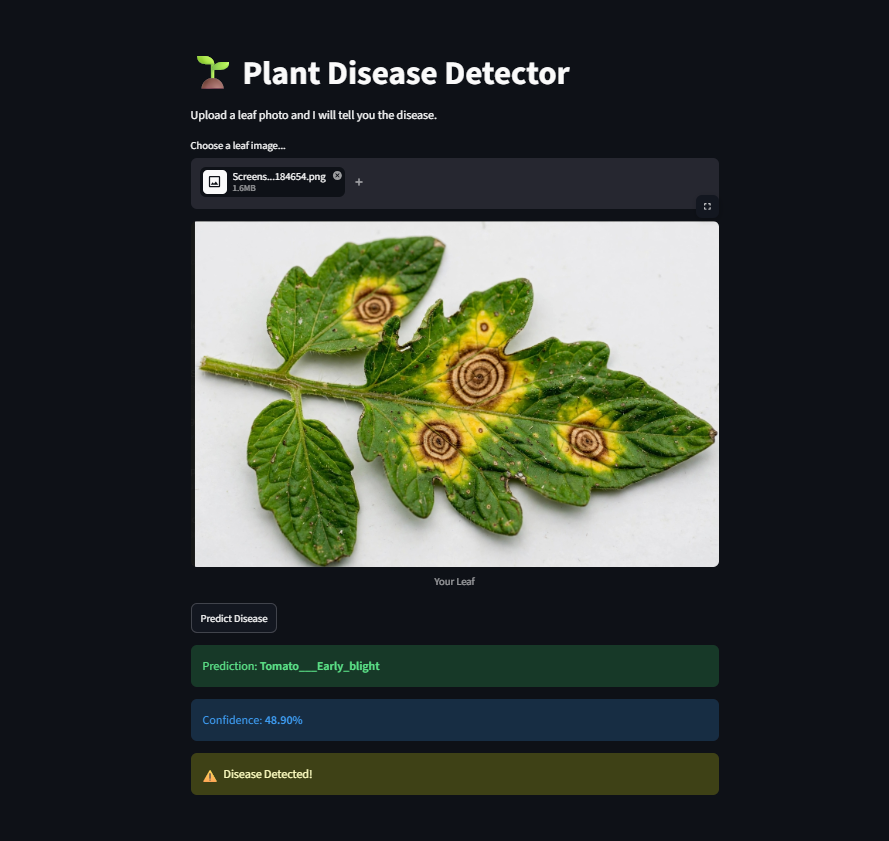 Plant Disease Detector
Upload a leaf photo and I will tell you the disease.
Choose a leaf image...
Screens...184654.png
1.6MB
Your Leaf
Predict Disease
Prediction: Tomato___Early_blight
Confidence: 48.90%
Disease Detected!